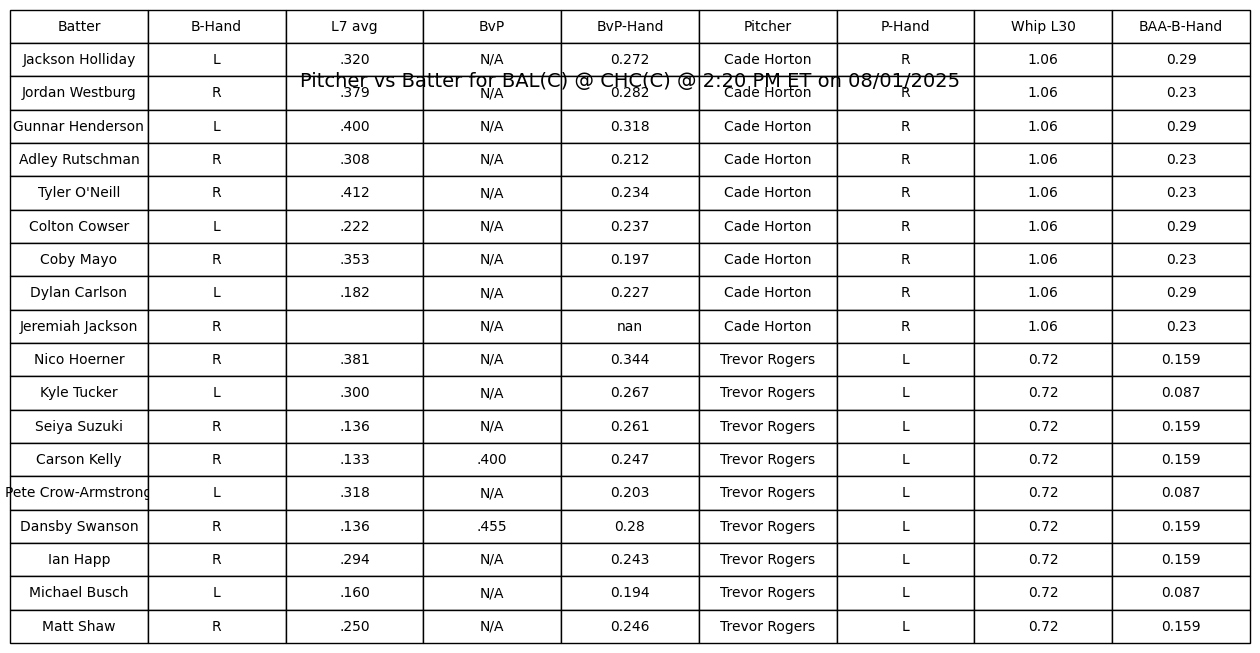 Batter B-Hand L7 avg BvP BvP-Hand Pitcher P-Hand Whip L30 BAA-B-Hand
Jackson Holliday L .320 N/A 0.272 Cade Horton R 1.06 0.29
Pitcher vs Batter for BAL(C) @ CHC(C) @ 2:20 PM ET on 08/01/2025
Jordan Westburg R .379 N/A 0.282 Cade Horton R 1.06 0.23
Gunnar Henderson L .400 N/A 0.318 Cade Horton R 1.06 0.29
Adley Rutschman R .308 N/A 0.212 Cade Horton R 1.06 0.23
Tyler O'Neill R .412 N/A 0.234 Cade Horton R 1.06 0.23
Colton Cowser L .222 N/A 0.237 Cade Horton R 1.06 0.29
Coby Mayo R .353 N/A 0.197 Cade Horton R 1.06 0.23
Dylan Carlson L .182 N/A 0.227 Cade Horton R 1.06 0.29
Jeremiah Jackson R N/A nan Cade Horton R 1.06 0.23
Nico Hoerner R .381 N/A 0.344 Trevor Rogers L 0.72 0.159
Kyle Tucker L .300 N/A 0.267 Trevor Rogers L 0.72 0.087
Seiya Suzuki R .136 N/A 0.261 Trevor Rogers L 0.72 0.159
Carson Kelly R .133 .400 0.247 Trevor Rogers L 0.72 0.159
Pete Crow-Armstrong L .318 N/A 0.203 Trevor Rogers L 0.72 0.087
Dansby Swanson R .136 .455 0.28 Trevor Rogers L 0.72 0.159
Ian Happ R .294 N/A 0.243 Trevor Rogers L 0.72 0.159
Michael Busch L .160 N/A 0.194 Trevor Rogers L 0.72 0.087
Matt Shaw R .250 N/A 0.246 Trevor Rogers L 0.72 0.159